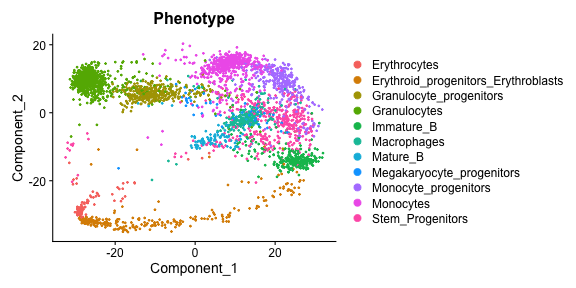 Phenotype
Component_2
20
0
-20
-20
0
20
Component_1
Erythrocytes
Erythroid_progenitors_Erythroblasts
Granulocyte_progenitors
Granulocytes
Immature_B
Macrophages
Mature_B
Megakaryocyte_progenitors
Monocyte_progenitors
Monocytes
Stem_Progenitors